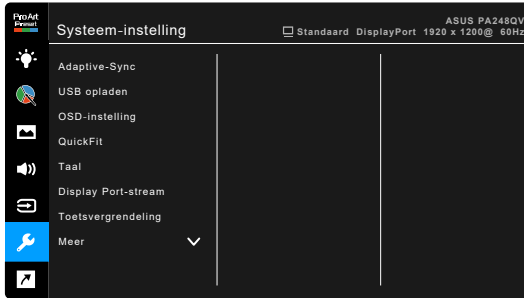 ProArt
Preset
Systeem-instelling
ASUS PA248QV
Standaard DisplayPort 1920 x 1200@ 60Hz
Adaptive-Sync
USB opladen
OSD-instelling
QuickFit
Taal
Display Port-stream
Toetsvergrendeling
Meer